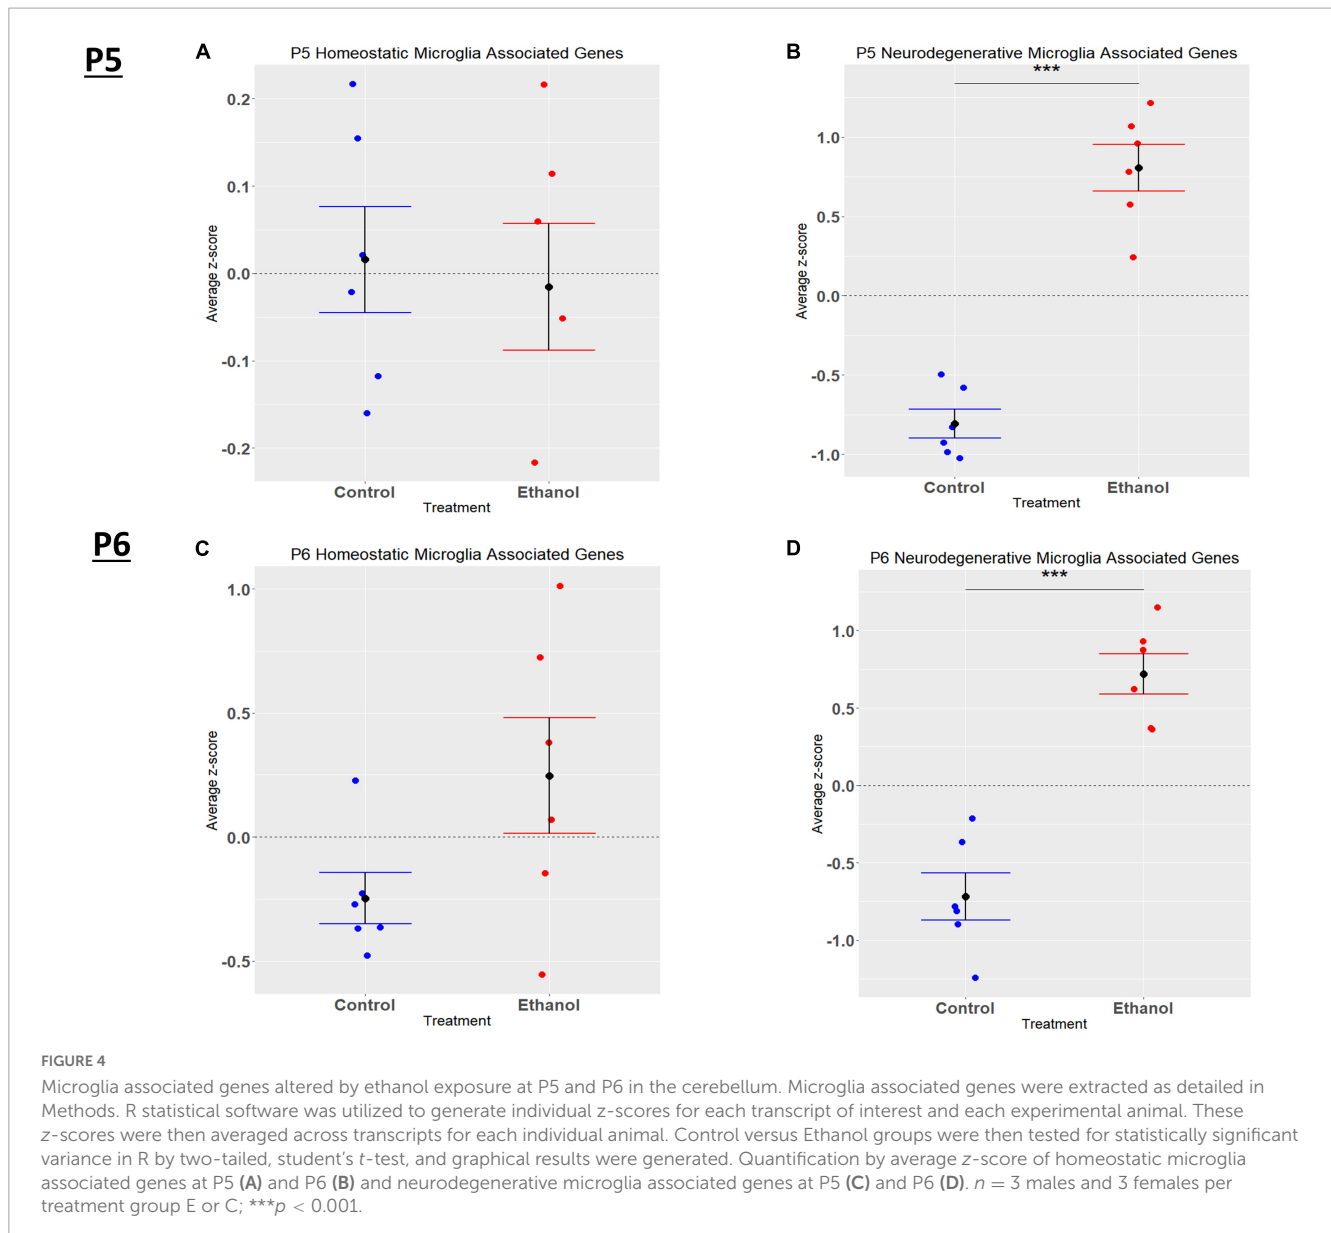 P5
A
P5 Homeostatic Microglia Associated Genes
0.2
0.1
0.0
-0.1
-0.2
Average z-score
Control
Ethanol
Treatment
B
P5 Neurodegenerative Microglia Associated Genes
***
1.0
0.5
0.0
-0.5
-1.0
Average z-score
Control
Ethanol
Treatment
P6
C
P6 Homeostatic Microglia Associated Genes
1.0
0.5
0.0
-0.5
Average z-score
Control
Ethanol
Treatment
D
P6 Neurodegenerative Microglia Associated Genes
***
1.0
0.5
0.0
-0.5
-1.0
Average z-score
Control
Ethanol
Treatment
FIGURE 4
Microglia associated genes altered by ethanol exposure at P5 and P6 in the cerebellum. Microglia associated genes were extracted as detailed in
Methods. R statistical software was utilized to generate individual z-scores for each transcript of interest and each experimental animal. These
z-scores were then averaged across transcripts for each individual animal. Control versus Ethanol groups were then tested for statistically significant
variance in R by two-tailed, student's t-test, and graphical results were generated. Quantification by average z-score of homeostatic microglia
associated genes at P5 (A) and P6 (B) and neurodegenerative microglia associated genes at P5 (C) and P6 (D). n = 3 males and 3 females per
treatment group E or C; ***p < 0.001.